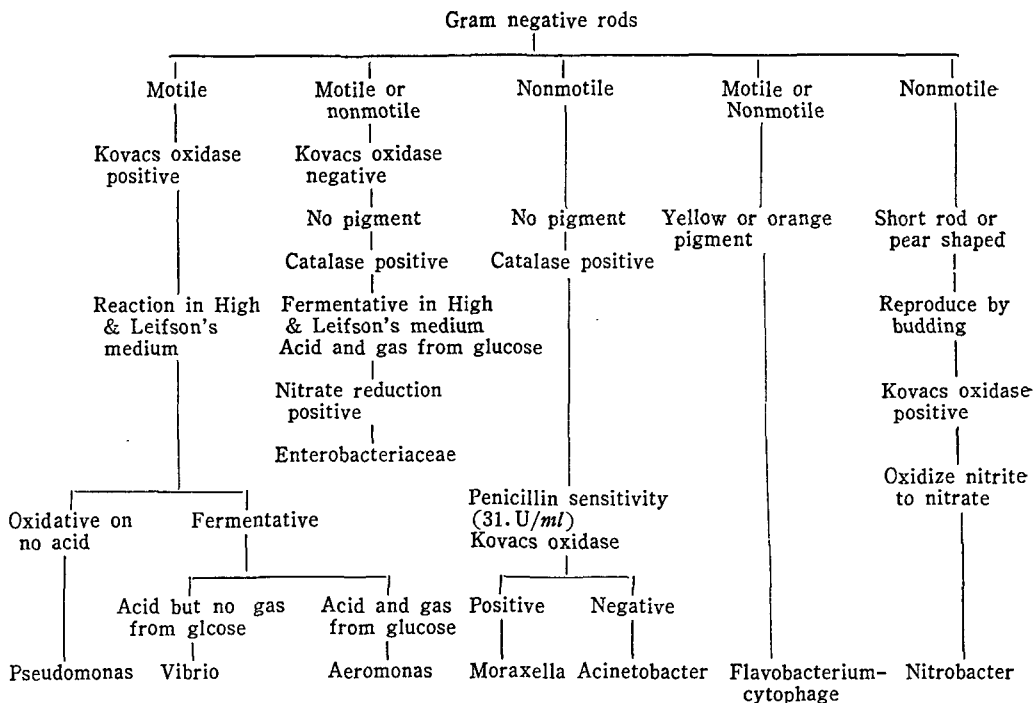 Gram negative rods
Motile
Motile or
nonmotile
Nonmotile
Motile or
Nonmotile
Nonmotile
Kovacs oxidase
positive
Kovacs oxidase
negative
No pigment
No pigment
Yellow or orange
pigment
Short rod or
pear shaped
Catalase positive
Catalase positive
Reaction in High
& Leifson's
medium
Fermentative in High
& Leifson's medium
Acid and gas from glucose
Reproduce by
budding
Nitrate reduction
positive
Kovacs oxidase
positive
Enterobacteriaceae
Oxidize nitrite
to nitrate
Oxidative on
no acid
Fermentative
Penicillin sensitivity
(31. U/ml)
Kovacs oxidase
Acid but no gas
from glcose
Acid and gas
from glucose
Positive
Negative
Pseudomonas
Vibrio
Aeromonas
Moraxella
Acinetobacter
Flavobacterium-
cytophage
Nitrobacter